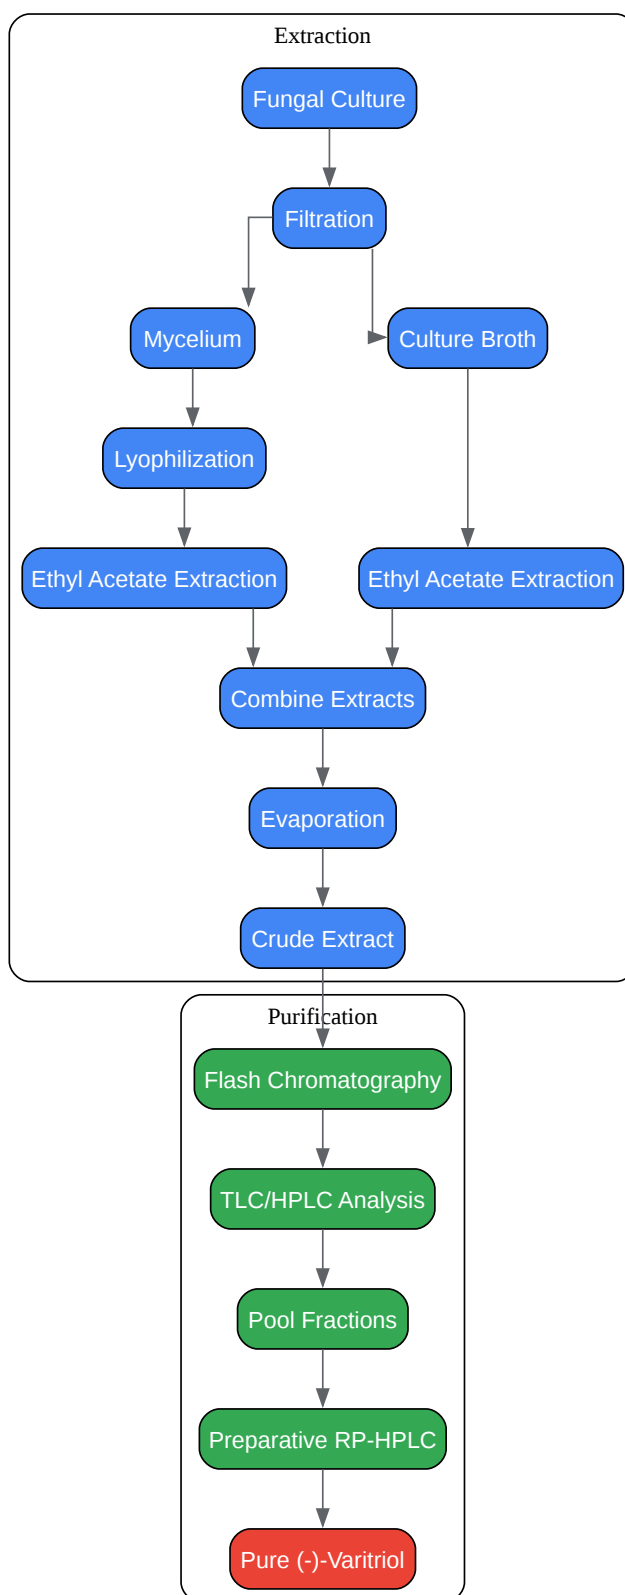 Extraction
Fungal Culture
Filtration
Mycelium
Culture Broth
Lyophilization
Ethyl Acetate Extraction
Ethyl Acetate Extraction
Combine Extracts
Evaporation
Crude Extract
Purification
Flash Chromatography
TLC/HPLC Analysis
Pool Fractions
Preparative RP-HPLC
Pure (-)-Varitriol